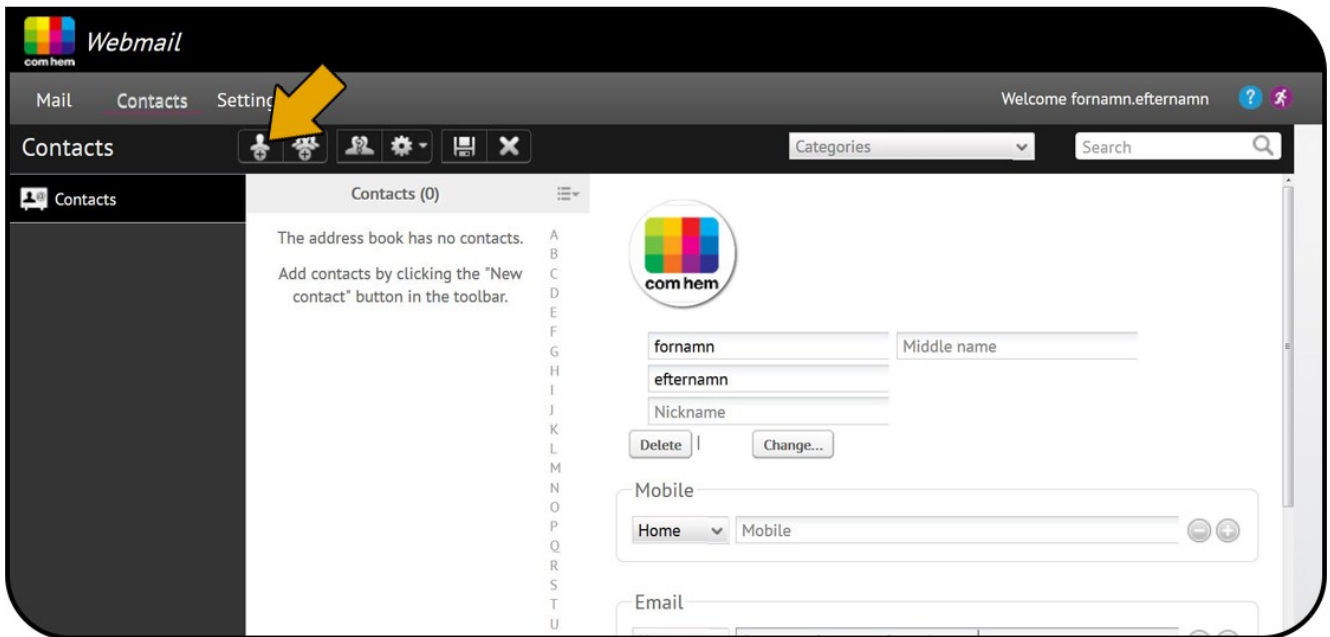 com hem
Webmail
Mail Contacts Setting
Welcome fornamn.efternamn ?
Contacts
Categories
Search
Contacts
Contacts (0)
The address book has no contacts.
Add contacts by clicking the "New
contact" button in the toolbar.
A
B
C
D
E
F
G
H
I
J
K
L
M
N
O
P
Q
R
S
T
U
com hem
fornamn
Middle name
efternamn
Nickname
Delete |
Change...
Mobile
Home
Mobile
Email